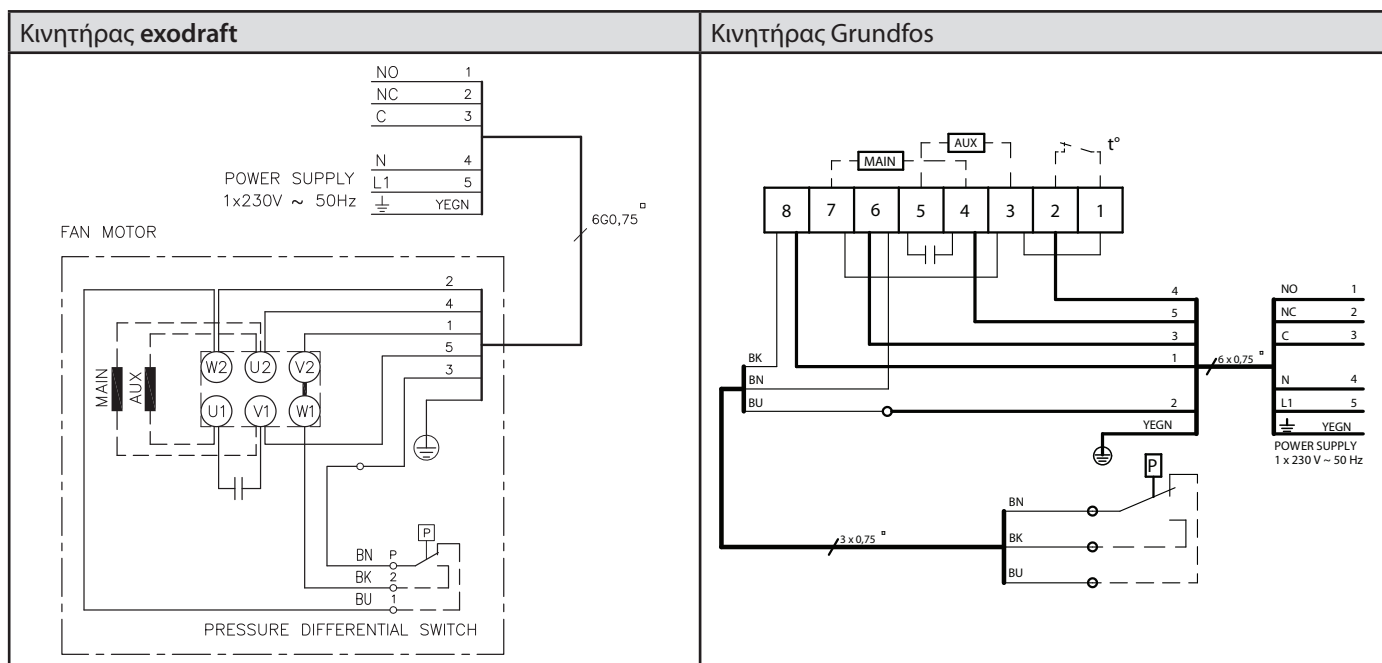 Κινητήρας exodraft
NO 1
NC 2
C 3
N 4
L1 5
YEGN
POWER SUPPLY
1x230V ~ 50Hz
6G0,75
FAN MOTOR
2
4
1
5
3
MAIN
AUX
W2 U2 V2
U1 V1 W1
P
BN P
BK 2
BU 1
PRESSURE DIFFERENTIAL SWITCH
Κινητήρας Grundfos
AUX
MAIN
t°
8 7 6 5 4 3 2 1
4
5
3
1
2
YEGN
BK
BN
BU
6 x 0,75
NO 1
NC 2
C 3
N 4
L1 5
YEGN
POWER SUPPLY
1 x 230 V ~ 50 Hz
P
3 x 0,75
BN
BK
BU